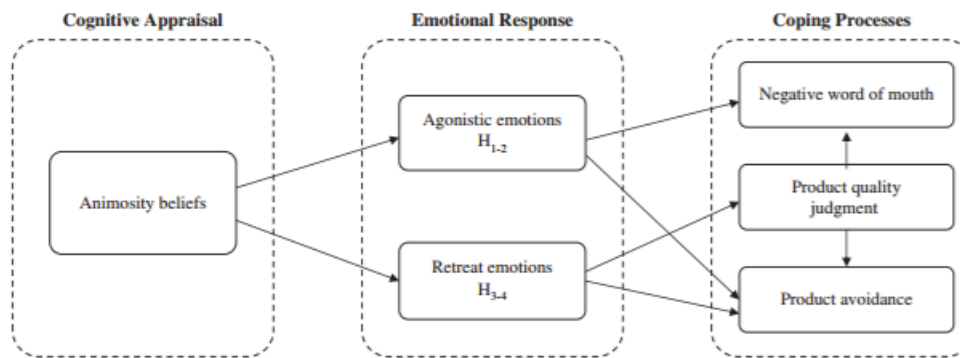 Cognitive Appraisal
Emotional Response
Coping Processes
Animosity beliefs
Agonistic emotions
H1-2
Retreat emotions
H3-4
Negative word of mouth
Product quality
judgment
Product avoidance